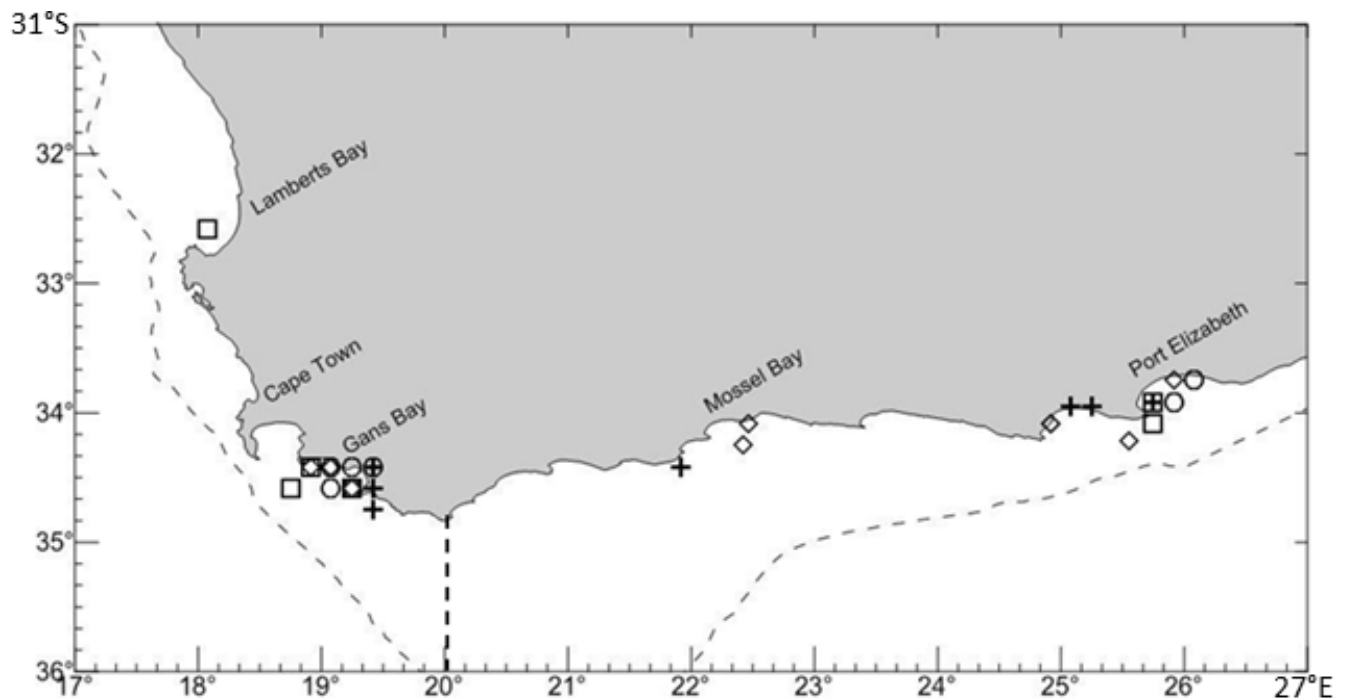 31°S
32°
33°
34°
35°
36°
17°
18°
19°
20°
21°
22°
23°
24°
25°
26°
27°E
Lamberts Bay
Cape Town
Gans Bay
Mossel Bay
Port Elizabeth